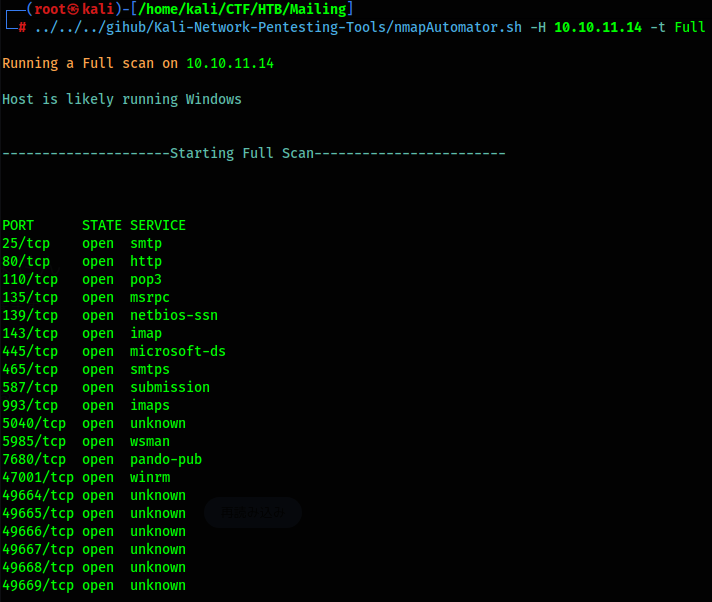 ┌──(root㉿kali)-[/home/kali/CTF/HTB/Mailing]
└─# ../../../gihub/Kali-Network-Pentesting-Tools/nmapAutomator.sh -H 10.10.11.14 -t Full
Running a Full scan on 10.10.11.14
Host is likely running Windows
---------------------Starting Full Scan------------------------
PORT      STATE SERVICE
25/tcp    open  smtp
80/tcp    open  http
110/tcp   open  pop3
135/tcp   open  msrpc
139/tcp   open  netbios-ssn
143/tcp   open  imap
445/tcp   open  microsoft-ds
465/tcp   open  smtps
587/tcp   open  submission
993/tcp   open  imaps
5040/tcp  open  unknown
5985/tcp  open  wsman
7680/tcp  open  pando-pub
47001/tcp open  winrm
49664/tcp open  unknown
49665/tcp open  unknown
49666/tcp open  unknown
49667/tcp open  unknown
49668/tcp open  unknown
49669/tcp open  unknown